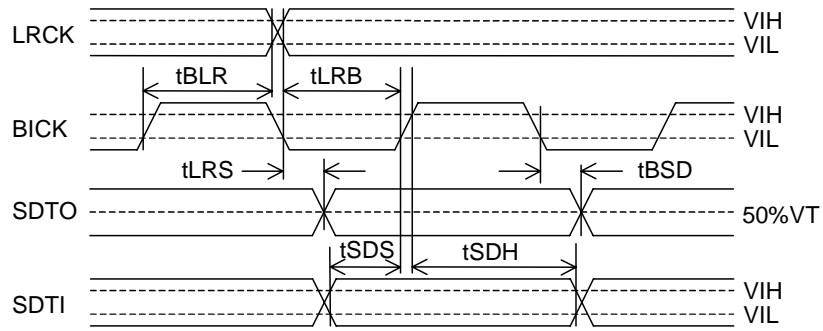 LRCK
VIH
VIL
tBLR
tLRB
BICK
VIH
VIL
tLRS
tBSD
SDTO
50%VT
tSDS
tSDH
SDTI
VIH
VIL